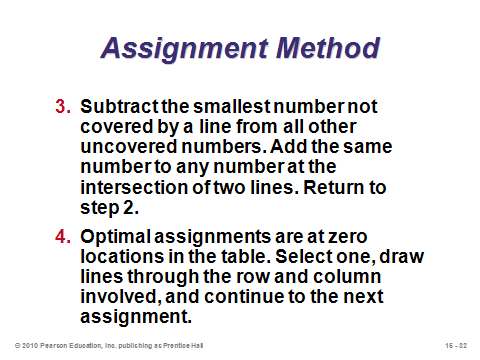 Assignment Method
3. Subtract the smallest number not
covered by a line from all other
uncovered numbers. Add the same
number to any number at the
intersection of two lines. Return to
step 2.
4. Optimal assignments are at zero
locations in the table. Select one, draw
lines through the row and column
involved, and continue to the next
assignment.
© 2010 Pearson Education, Inc. publishing as Prentice Hall
15 - 32